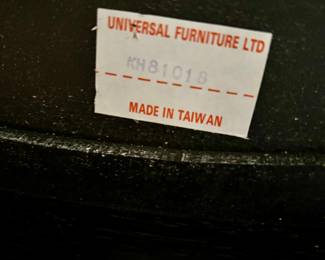 UNIVERSAL FURNITURE LTD
KH81018
MADE IN TAIWAN